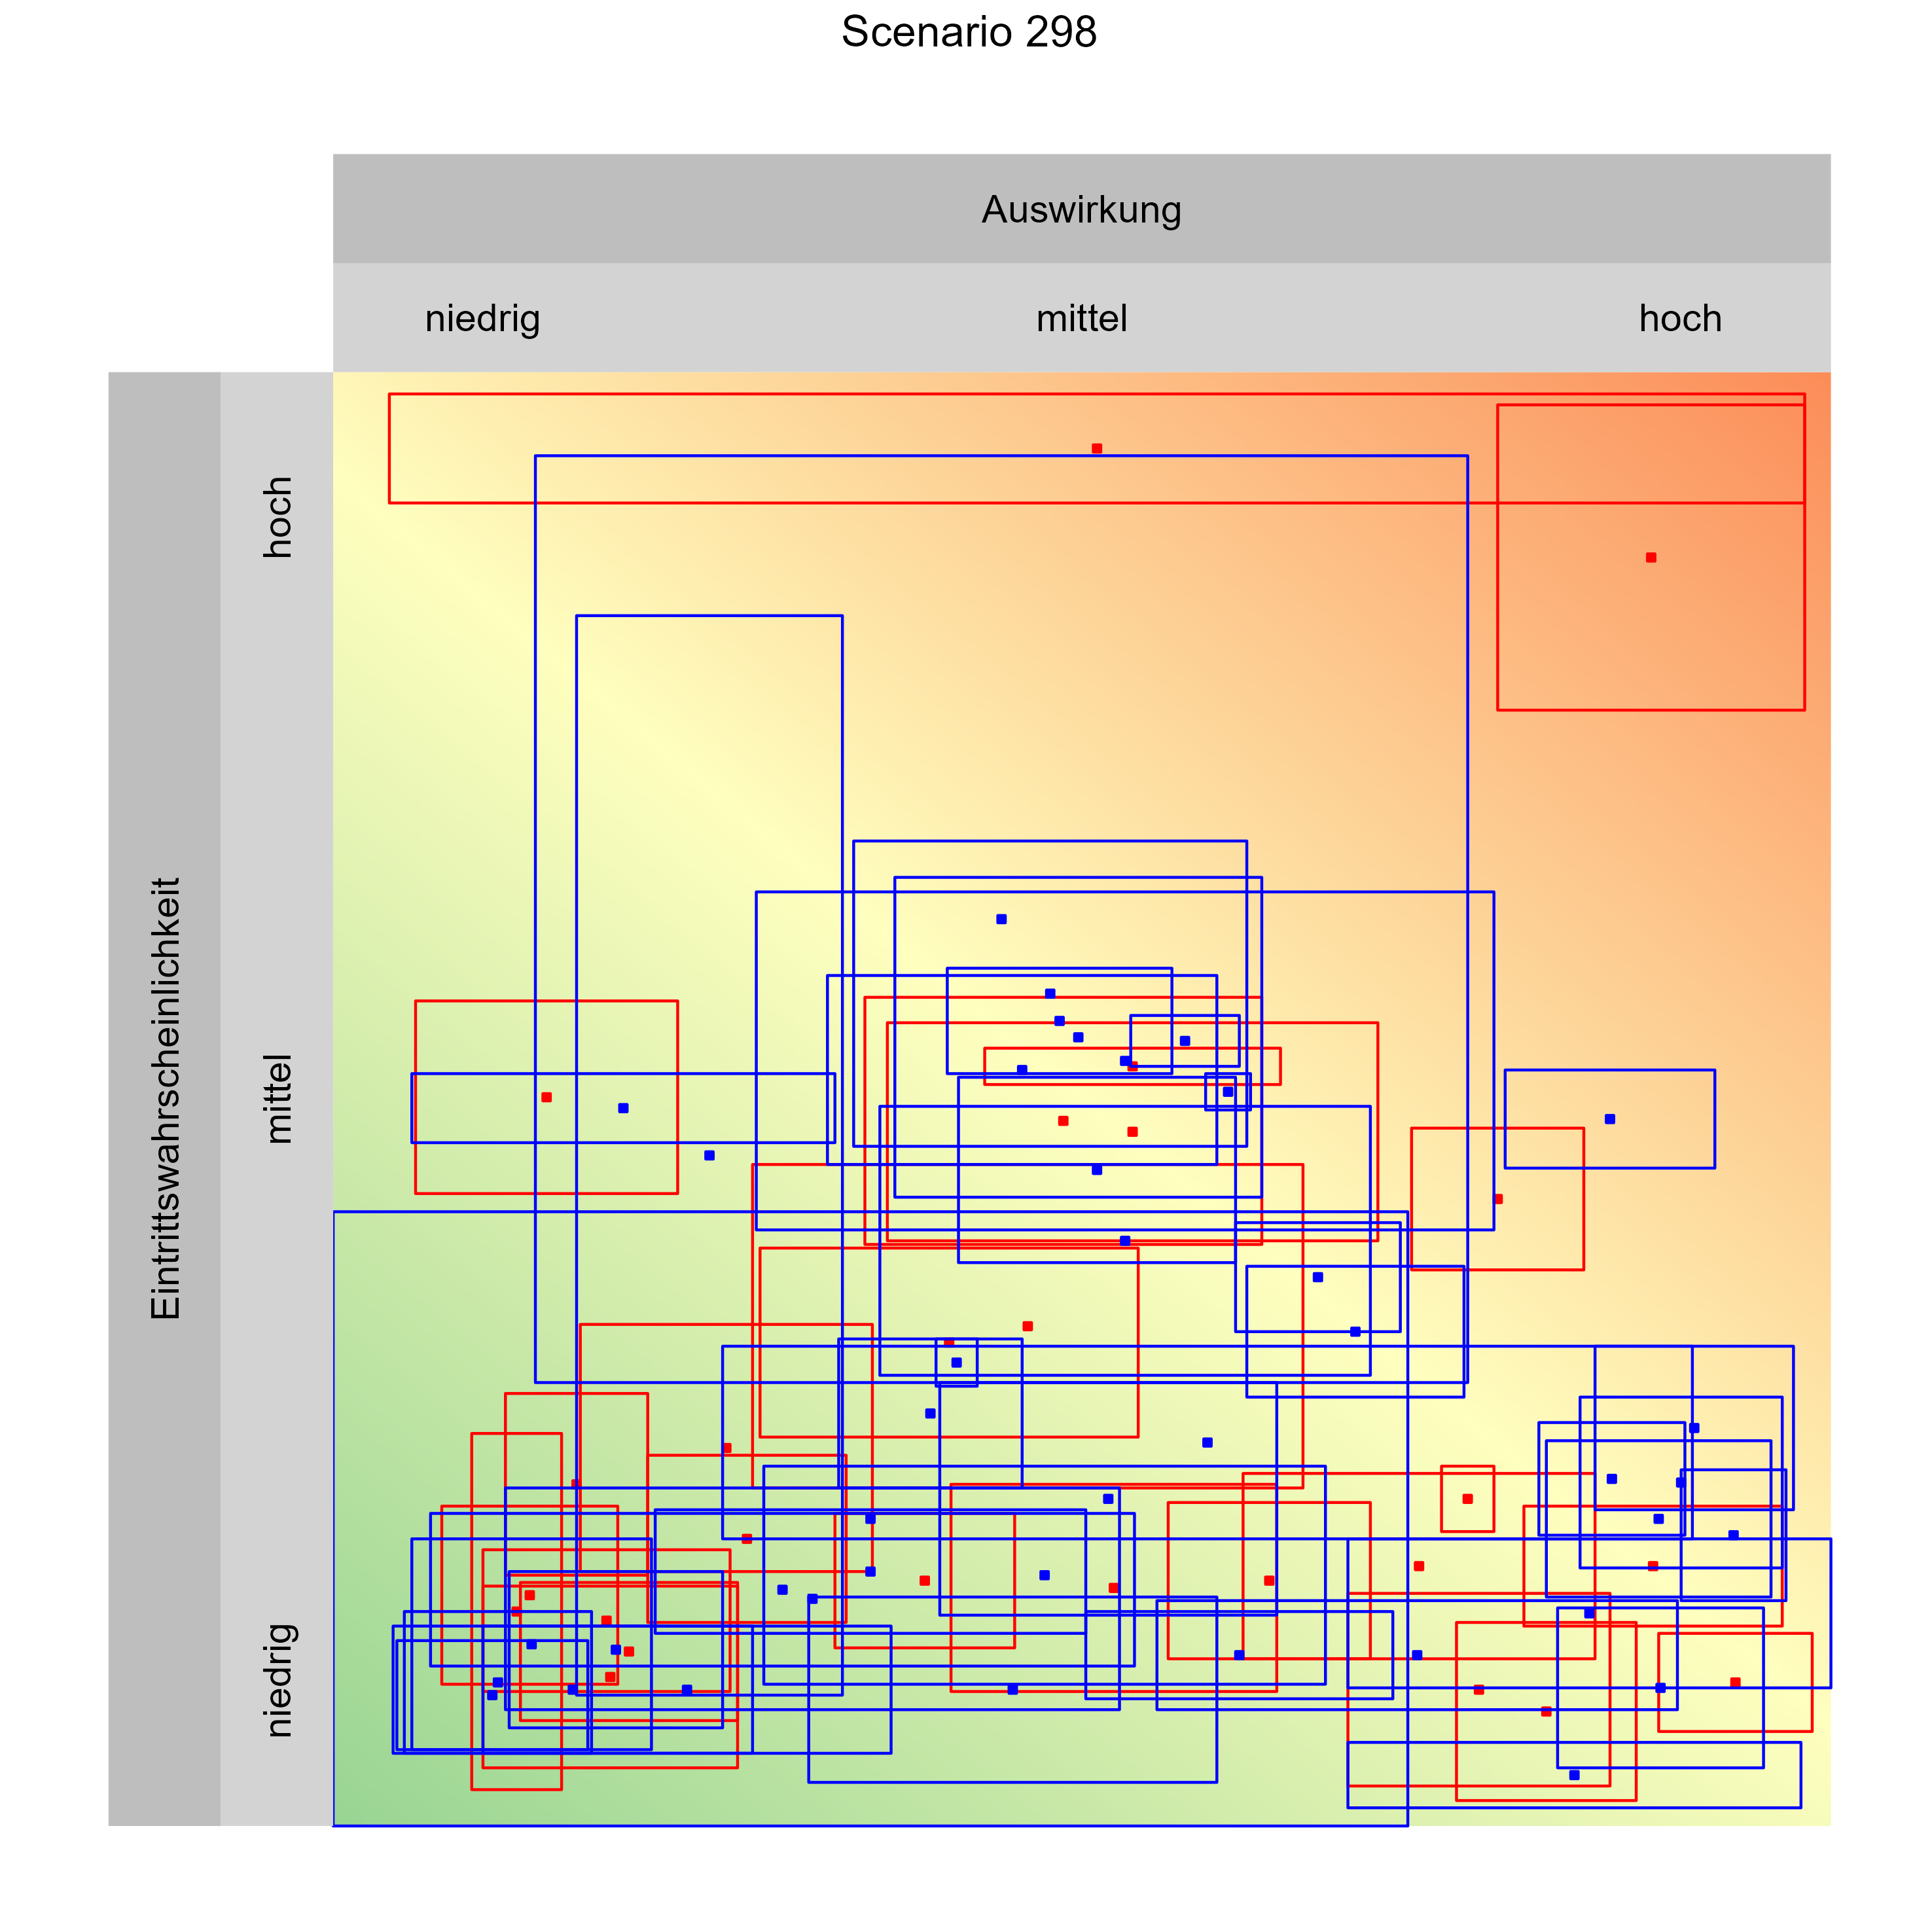 Scenario 298
Auswirkung
niedrig
mittel
hoch
Eintrittswahrscheinlichkeit
hoch
mittel
niedrig